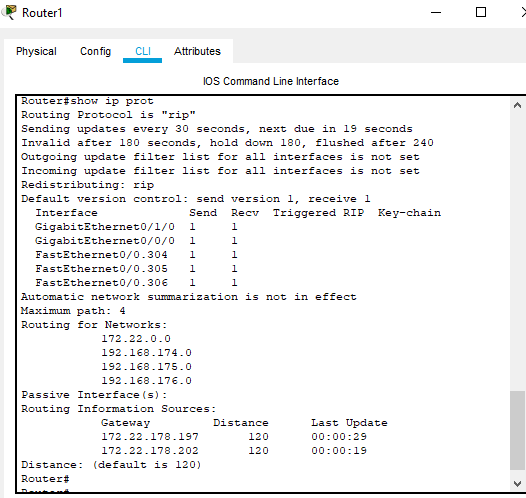 Router1
Physical Config CLI Attributes
IOS Command Line Interface
Router#show ip prot
Routing Protocol is "rip"
Sending updates every 30 seconds, next due in 19 seconds
Invalid after 180 seconds, hold down 180, flushed after 240
Outgoing update filter list for all interfaces is not set
Incoming update filter list for all interfaces is not set
Redistributing: rip
Default version control: send version 1, receive 1
Interface Send Recv Triggered RIP Key-chain
GigabitEthernet0/1/0 1 1
GigabitEthernet0/0/0 1 1
FastEthernet0/0.304 1 1
FastEthernet0/0.305 1 1
FastEthernet0/0.306 1 1
Automatic network summarization is not in effect
Maximum path: 4
Routing for Networks:
172.22.0.0
192.168.174.0
192.168.175.0
192.168.176.0
Passive Interface(s):
Routing Information Sources:
Gateway Distance Last Update
172.22.178.197 120 00:00:29
172.22.178.202 120 00:00:19
Distance: (default is 120)
Router#
Router#